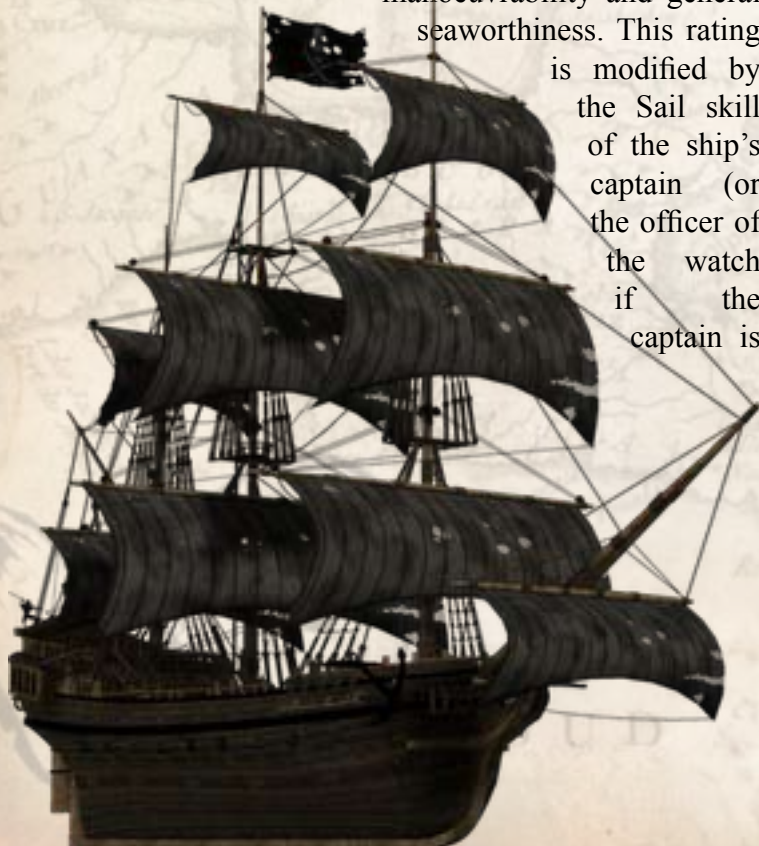 manoeuvrability and general
seaworthiness. This rating
is modified by
the Sail skill
of the ship's
captain (or
the officer of
the watch
if the
captain is
U D